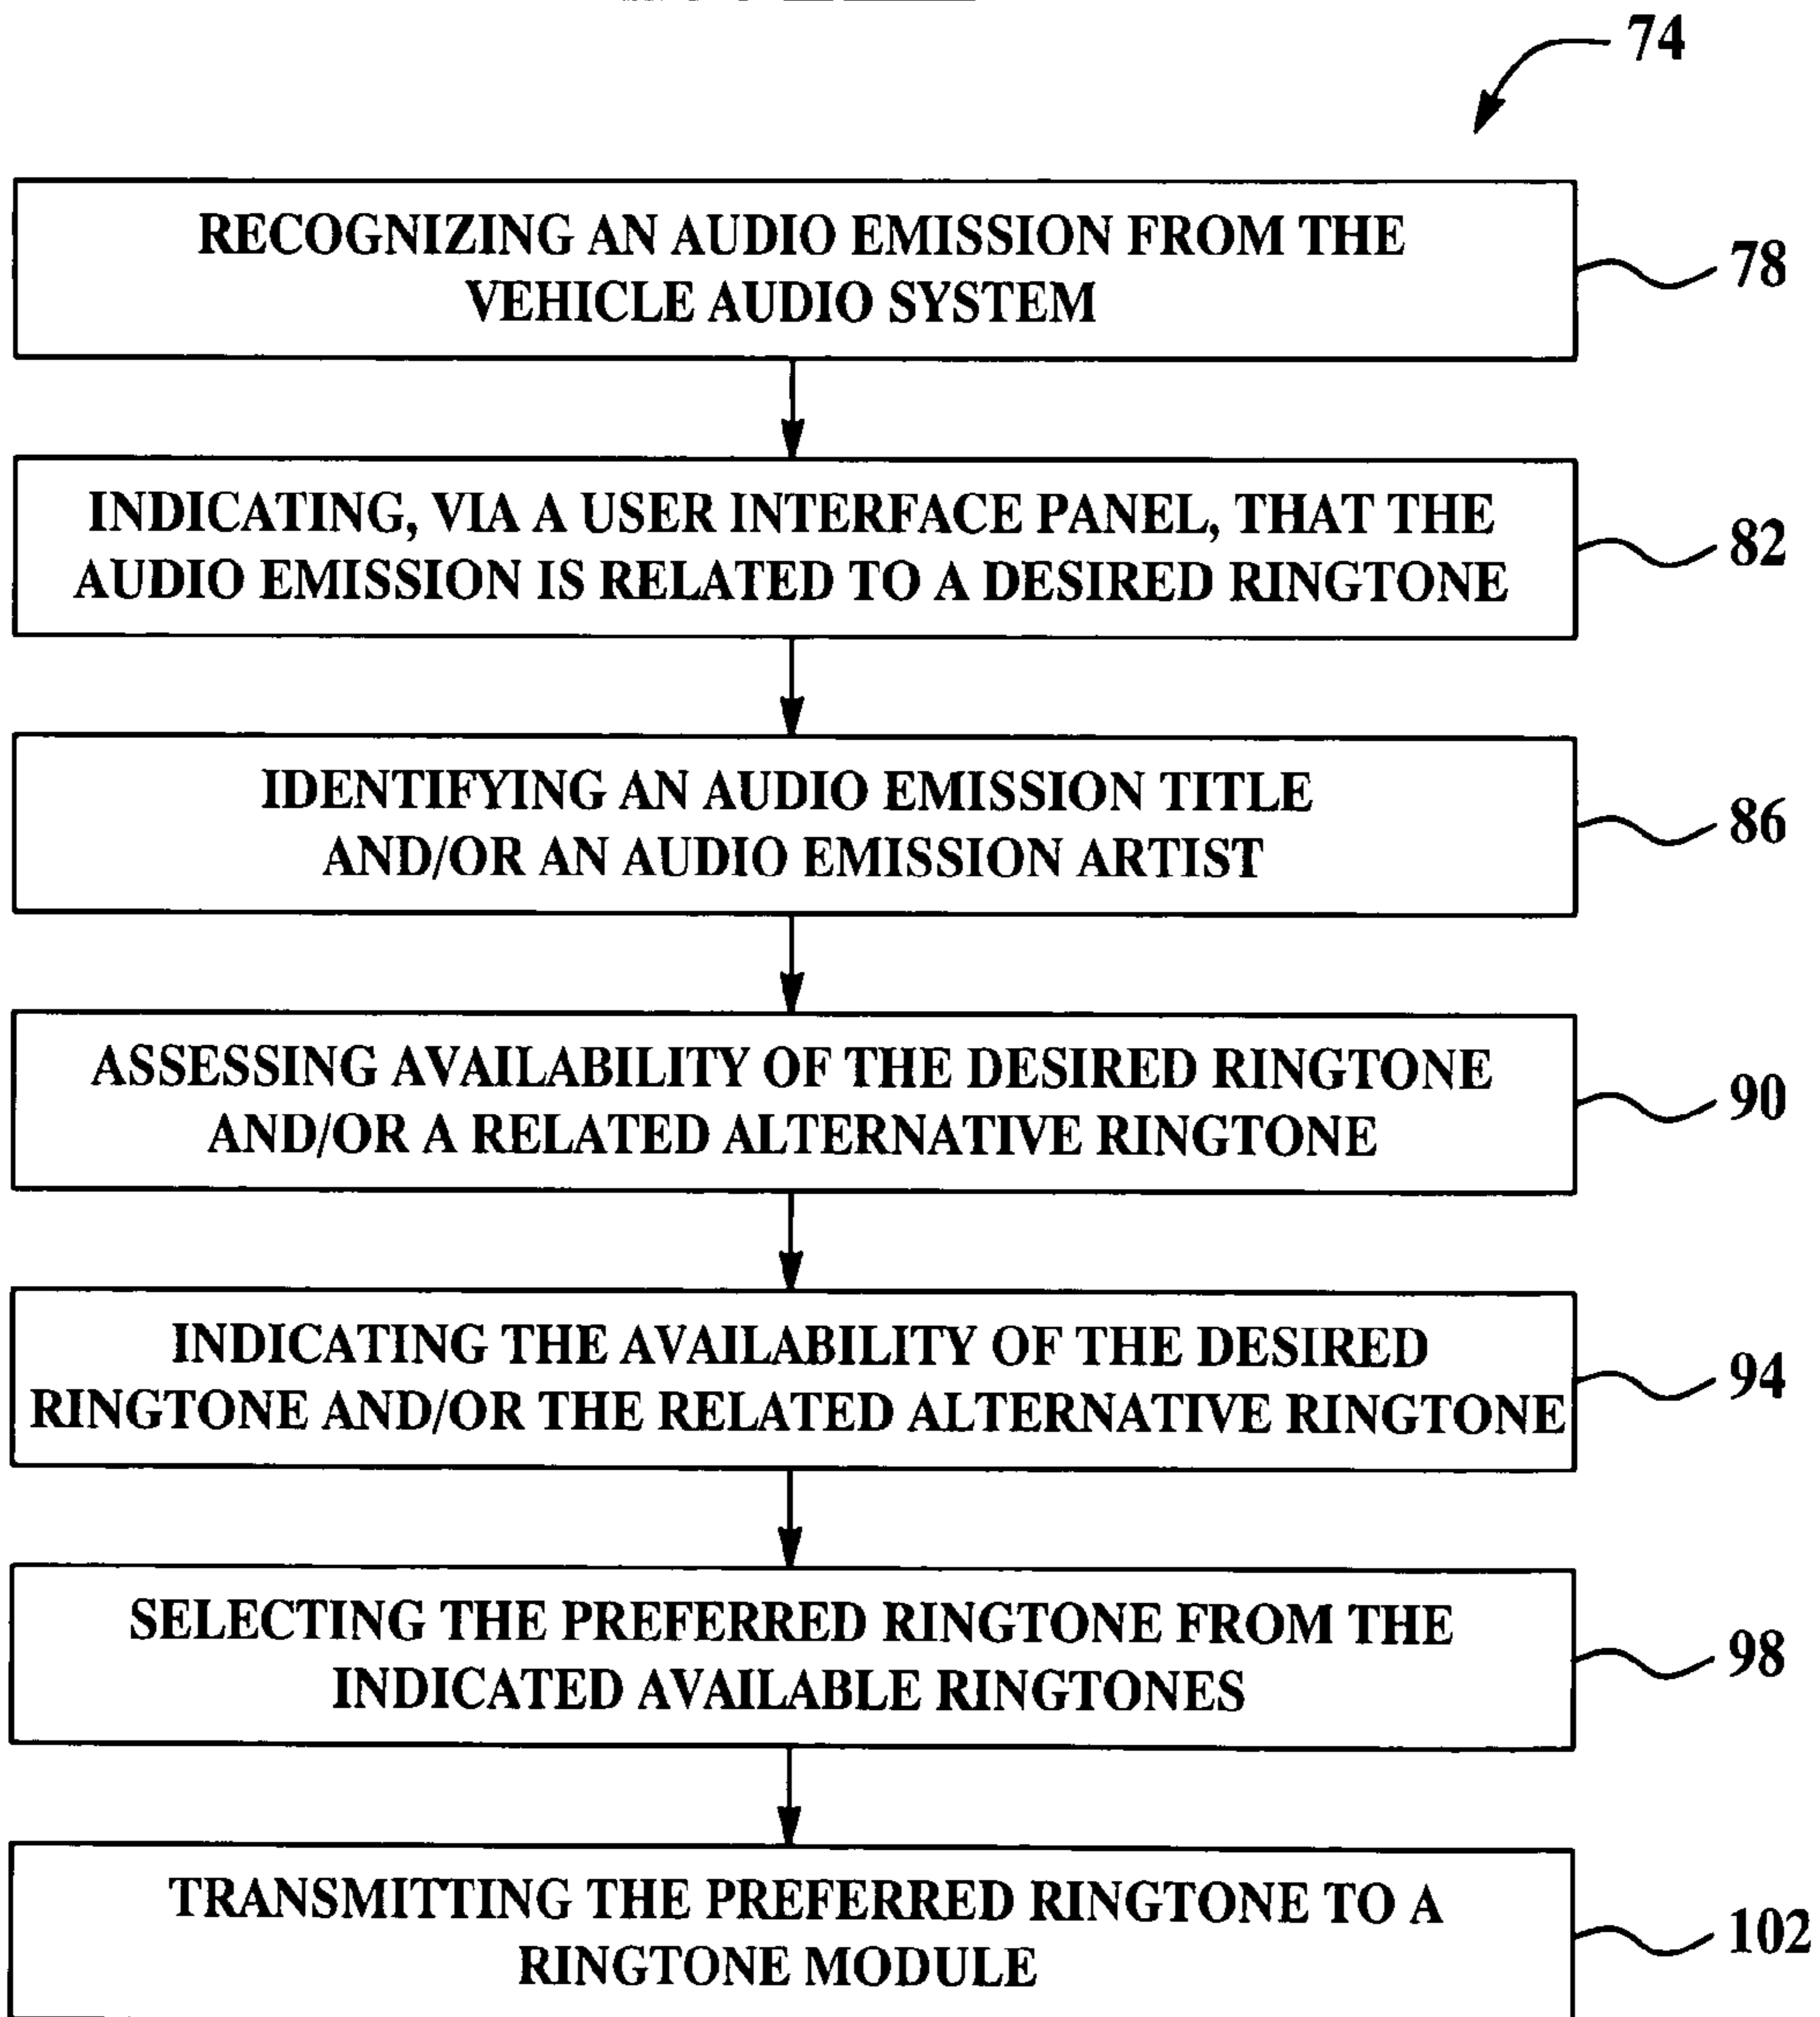 74
RECOGNIZING AN AUDIO EMISSION FROM THE
VEHICLE AUDIO SYSTEM
78
INDICATING, VIA A USER INTERFACE PANEL, THAT THE
AUDIO EMISSION IS RELATED TO A DESIRED RINGTONE
82
IDENTIFYING AN AUDIO EMISSION TITLE
AND/OR AN AUDIO EMISSION ARTIST
86
ASSESSING AVAILABILITY OF THE DESIRED RINGTONE
AND/OR A RELATED ALTERNATIVE RINGTONE
90
INDICATING THE AVAILABILITY OF THE DESIRED
RINGTONE AND/OR THE RELATED ALTERNATIVE RINGTONE
94
SELECTING THE PREFERRED RINGTONE FROM THE
INDICATED AVAILABLE RINGTONES
98
TRANSMITTING THE PREFERRED RINGTONE TO A
RINGTONE MODULE
102